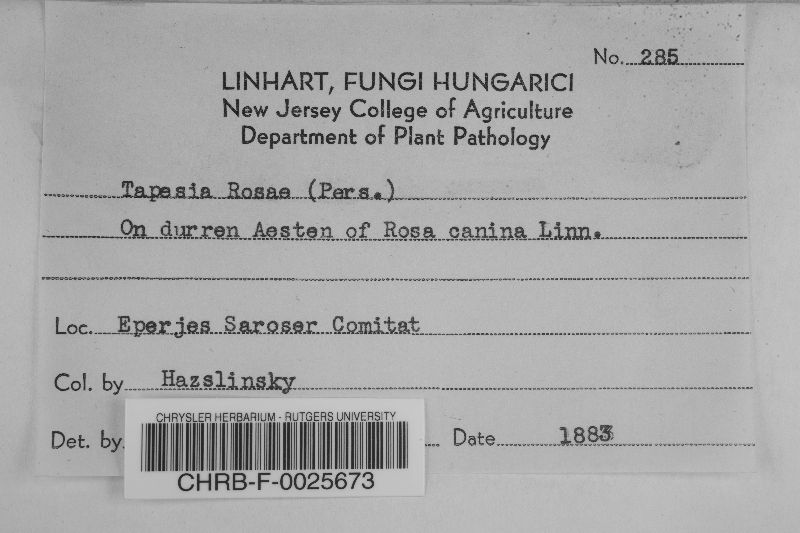 No. 285
LINHART, FUNGI HUNGARICI
New Jersey College of Agriculture
Department of Plant Pathology
Tapesia Rosae (Pers.)
On durren Aesten of Rosa canina Linn.
Loc. Eperjes Saroser Comitat
Col. by Hazslinsky
Det. by Date 1883
CHRYSLER HERBARIUM - RUTGERS UNIVERSITY
CHRB-F-0025673